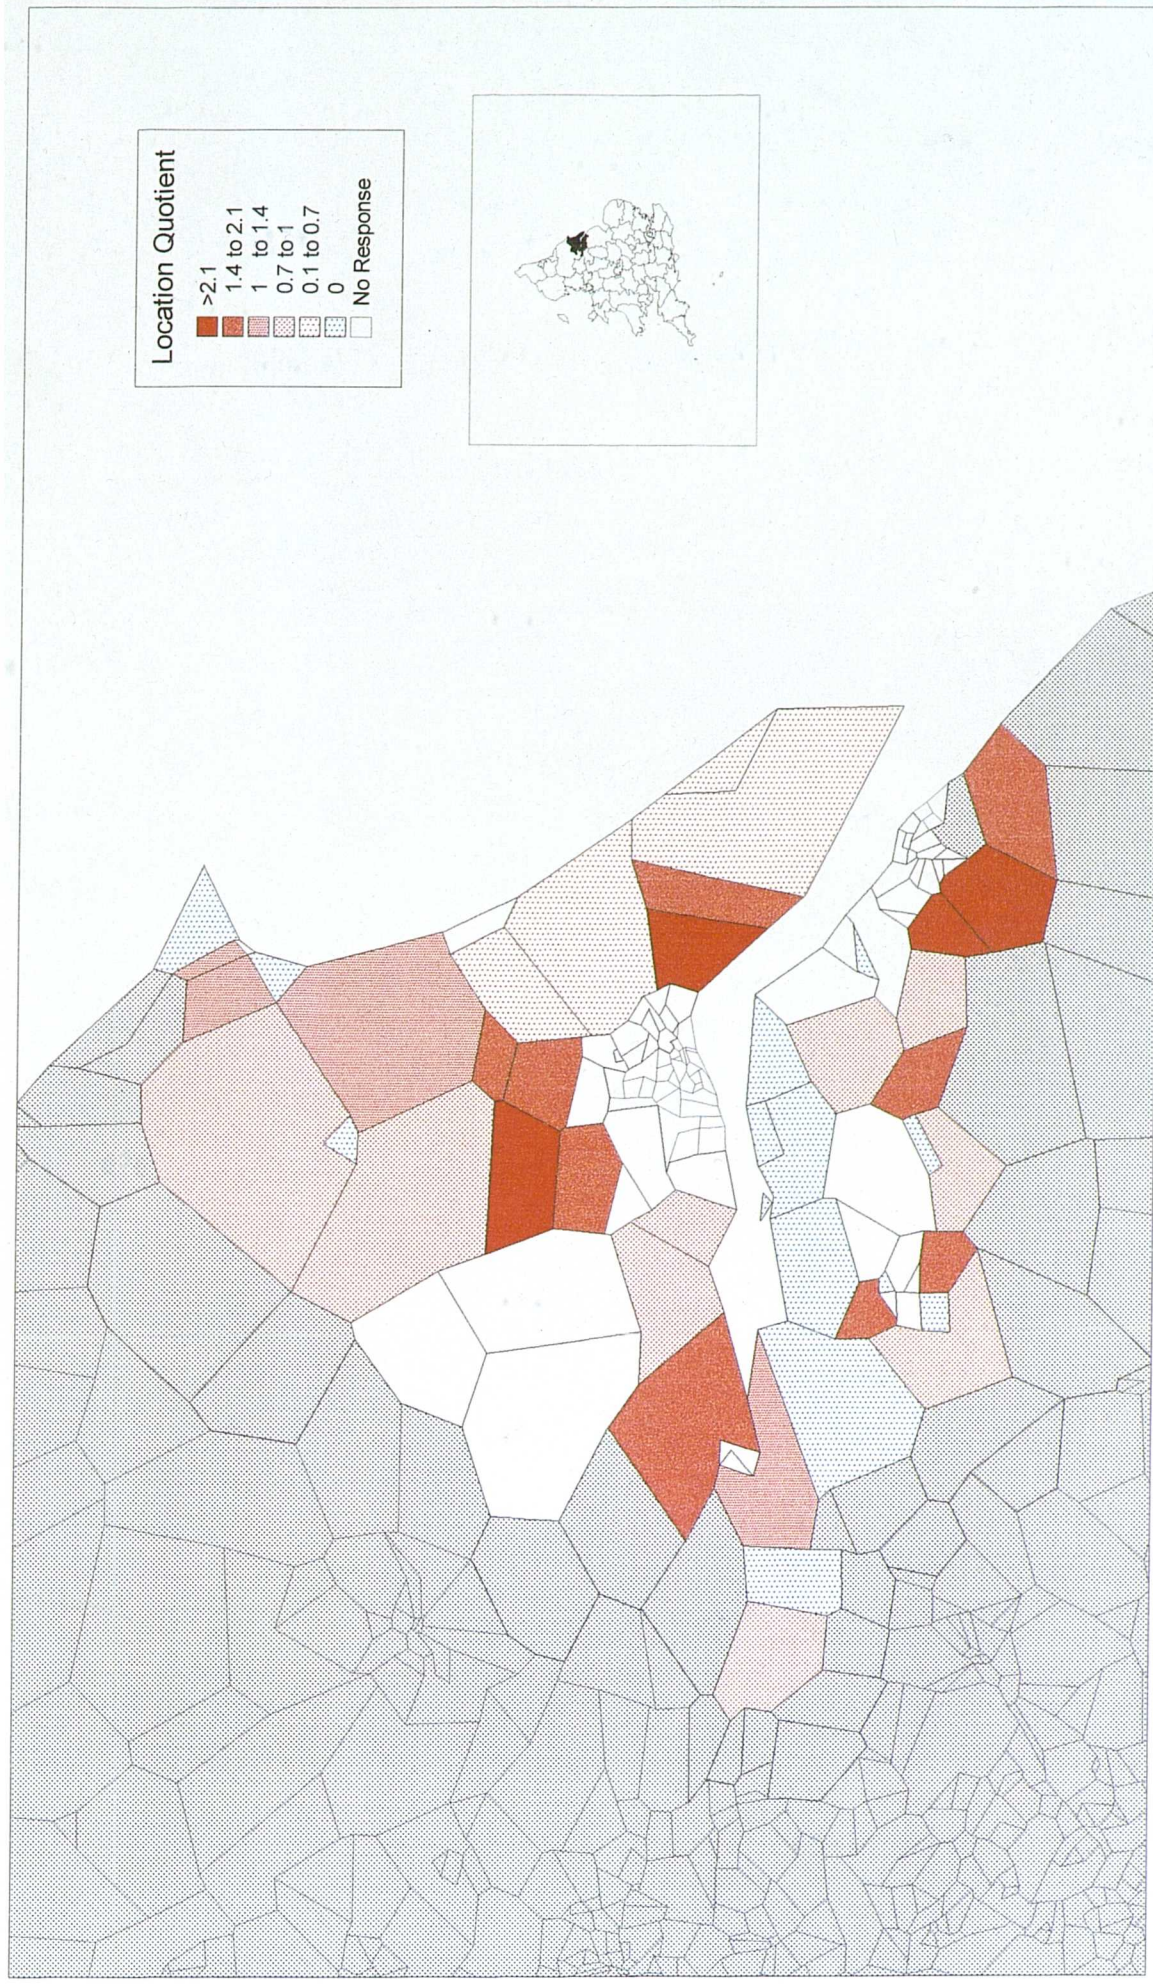 Location Quotient
>2.1
1.4 to 2.1
1 to 1.4
0.7 to 1
0.1 to 0.7
0
No Response